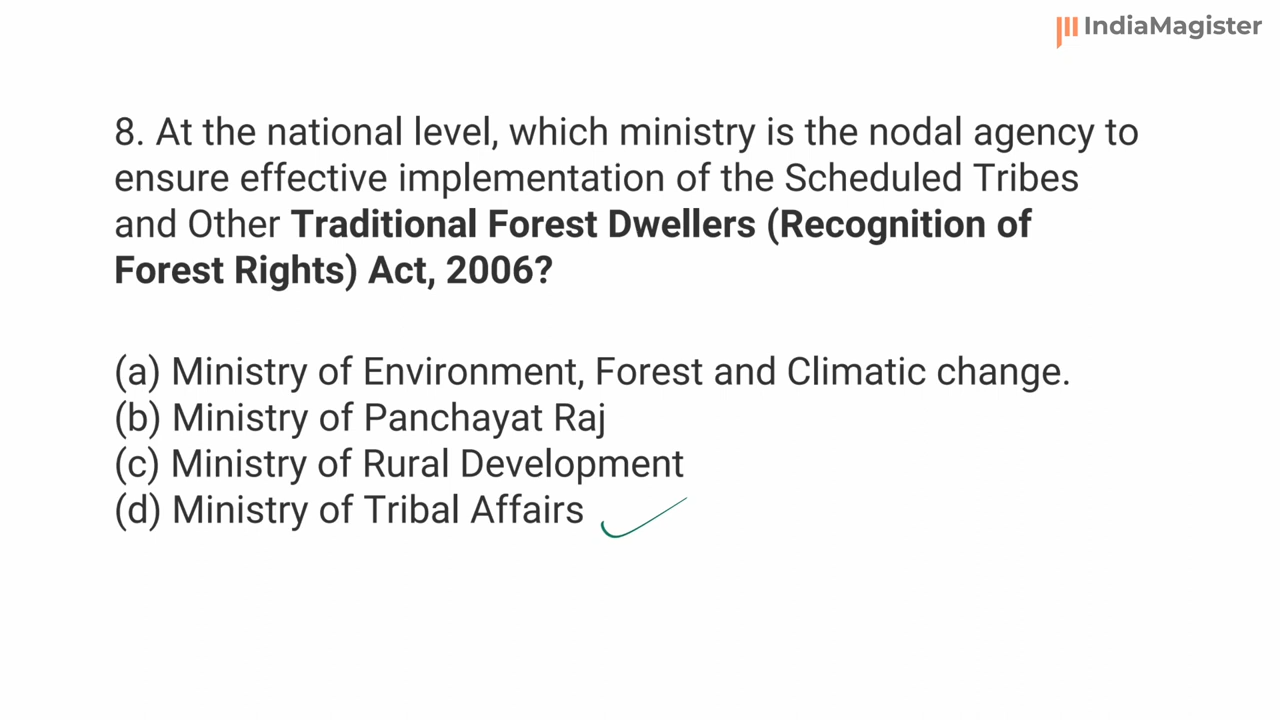 IndiaMagister
8. At the national level, which ministry is the nodal agency to
ensure effective implementation of the Scheduled Tribes
and Other Traditional Forest Dwellers (Recognition of
Forest Rights) Act, 2006?
(a) Ministry of Environment, Forest and Climatic change.
(b) Ministry of Panchayat Raj
(c) Ministry of Rural Development
(d) Ministry of Tribal Affairs